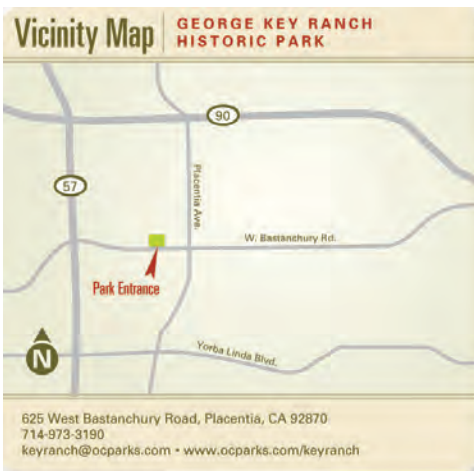 Vicinity Map
GEORGE KEY RANCH
HISTORIC PARK
90
57
Placentia Ave.
W. Bastanchury Rd.
Park Entrance
N
Yorba Linda Blvd.
625 West Bastanchury Road, Placentia, CA 92870
714-973-3190
keyranch@ocparks.com • www.ocparks.com/keyranch